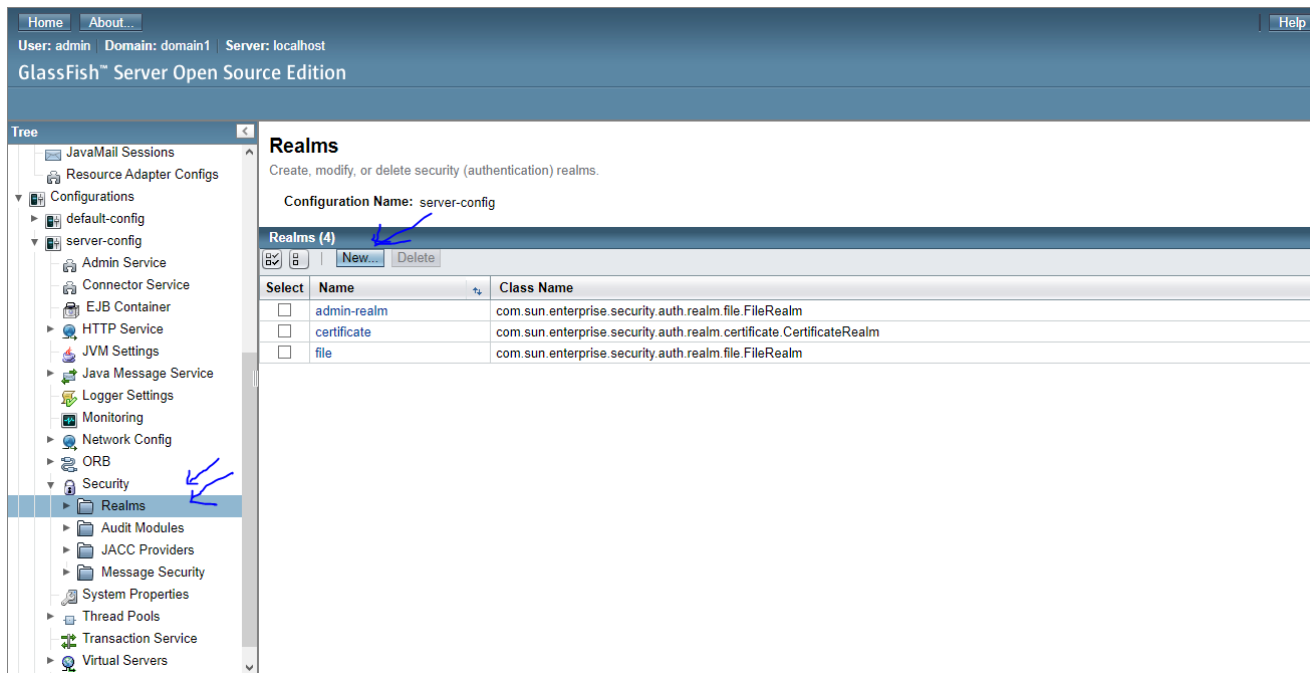 Home About... Help
User: admin Domain: domain1 Server: localhost
GlassFish™ Server Open Source Edition
Tree
JavaMail Sessions
Resource Adapter Configs
Configurations
default-config
server-config
Admin Service
Connector Service
EJB Container
HTTP Service
JVM Settings
Java Message Service
Logger Settings
Monitoring
Network Config
ORB
Security
Realms
Audit Modules
JACC Providers
Message Security
System Properties
Thread Pools
Transaction Service
Virtual Servers
Realms
Create, modify, or delete security (authentication) realms.
Configuration Name: server-config
Realms (4)
New... Delete
Select Name Class Name
admin-realm com.sun.enterprise.security.auth.realm.file.FileRealm
certificate com.sun.enterprise.security.auth.realm.certificate.CertificateRealm
file com.sun.enterprise.security.auth.realm.file.FileRealm